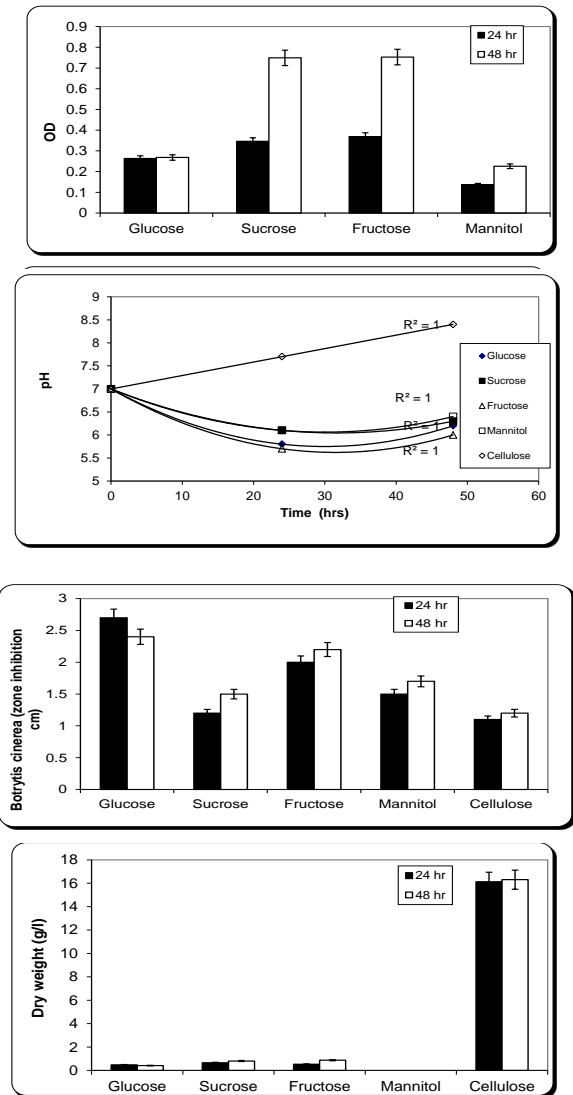 0.9
0.8
0.7
0.6
0.5
0.4
0.3
0.2
0.1
0
OD
24 hr
48 hr
Glucose Sucrose Fructose Mannitol
9
8.5
8
7.5
7
6.5
6
5.5
5
pH
R² = 1
R² = 1
R² = 1
R² = 1
Glucose
Sucrose
Fructose
Mannitol
Cellulose
0 10 20 30 40 50 60
Time (hrs)
3
2.5
2
1.5
1
0.5
0
Botrytis cinerea (zone inhibition
cm)
24 hr
48 hr
Glucose Sucrose Fructose Mannitol Cellulose
18
16
14
12
10
8
6
4
2
0
Dry weight (g/l)
24 hr
48 hr
Glucose Sucrose Fructose Mannitol Cellulose